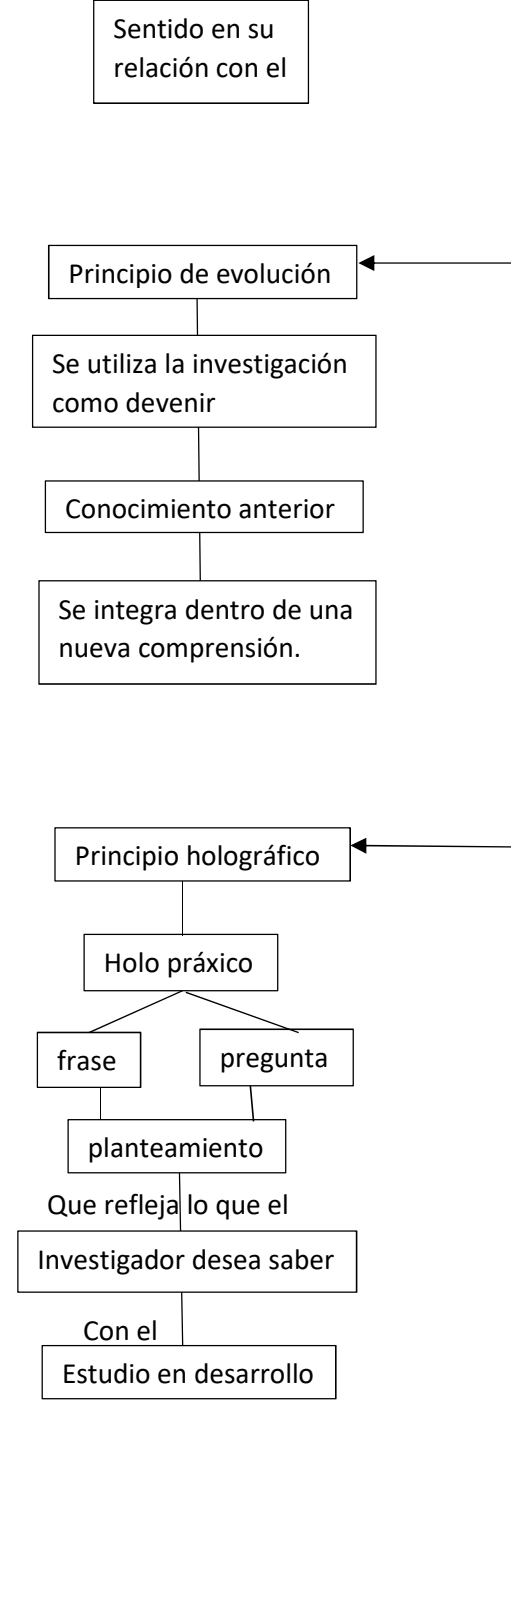 Sentido en su
relación con el
Principio de evolución
Se utiliza la investigación
como devenir
Conocimiento anterior
Se integra dentro de una
nueva comprensión.
Principio holográfico
Holo práxico
frase
pregunta
planteamiento
Que refleja lo que el
Investigador desea saber
Con el
Estudio en desarrollo